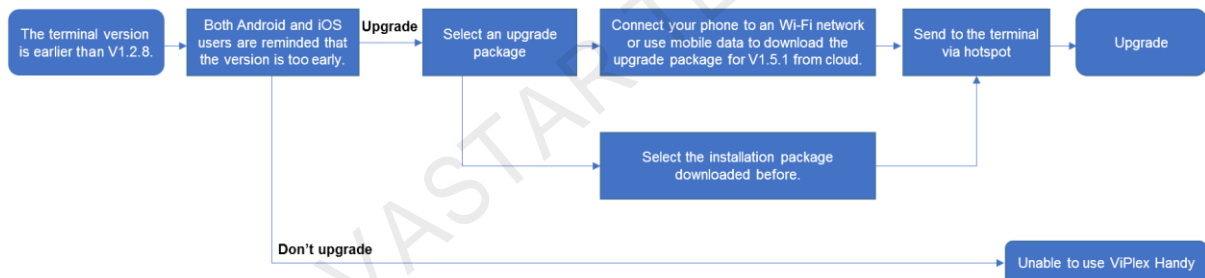 The terminal version
is earlier than V1.2.8.
Both Android and iOS
users are reminded that
the version is too early.
Upgrade
Select an upgrade
package
Connect your phone to an Wi-Fi network
or use mobile data to download the
upgrade package for V1.5.1 from cloud.
Send to the terminal
via hotspot
Upgrade
Select the installation package
downloaded before.
Don't upgrade
Unable to use ViPlex Handy
VASTAR